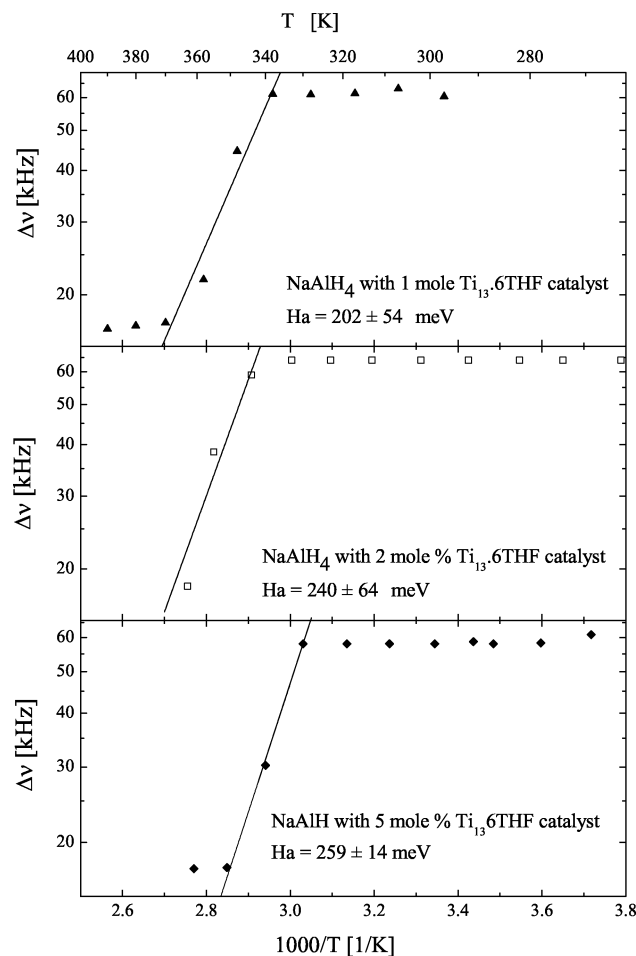 T [K]
400 380 360 340 320 300 280
60
50
40
30
20
Δν [kHz]
NaAlH4 with 1 mole Ti13.6THF catalyst
Ha = 202 ± 54 meV
60
50
40
30
20
Δν [kHz]
NaAlH4 with 2 mole % Ti13.6THF catalyst
Ha = 240 ± 64 meV
60
50
40
30
20
Δν [kHz]
NaAlH with 5 mole % Ti136THF catalyst
Ha = 259 ± 14 meV
2.6 2.8 3.0 3.2 3.4 3.6 3.8
1000/T [1/K]